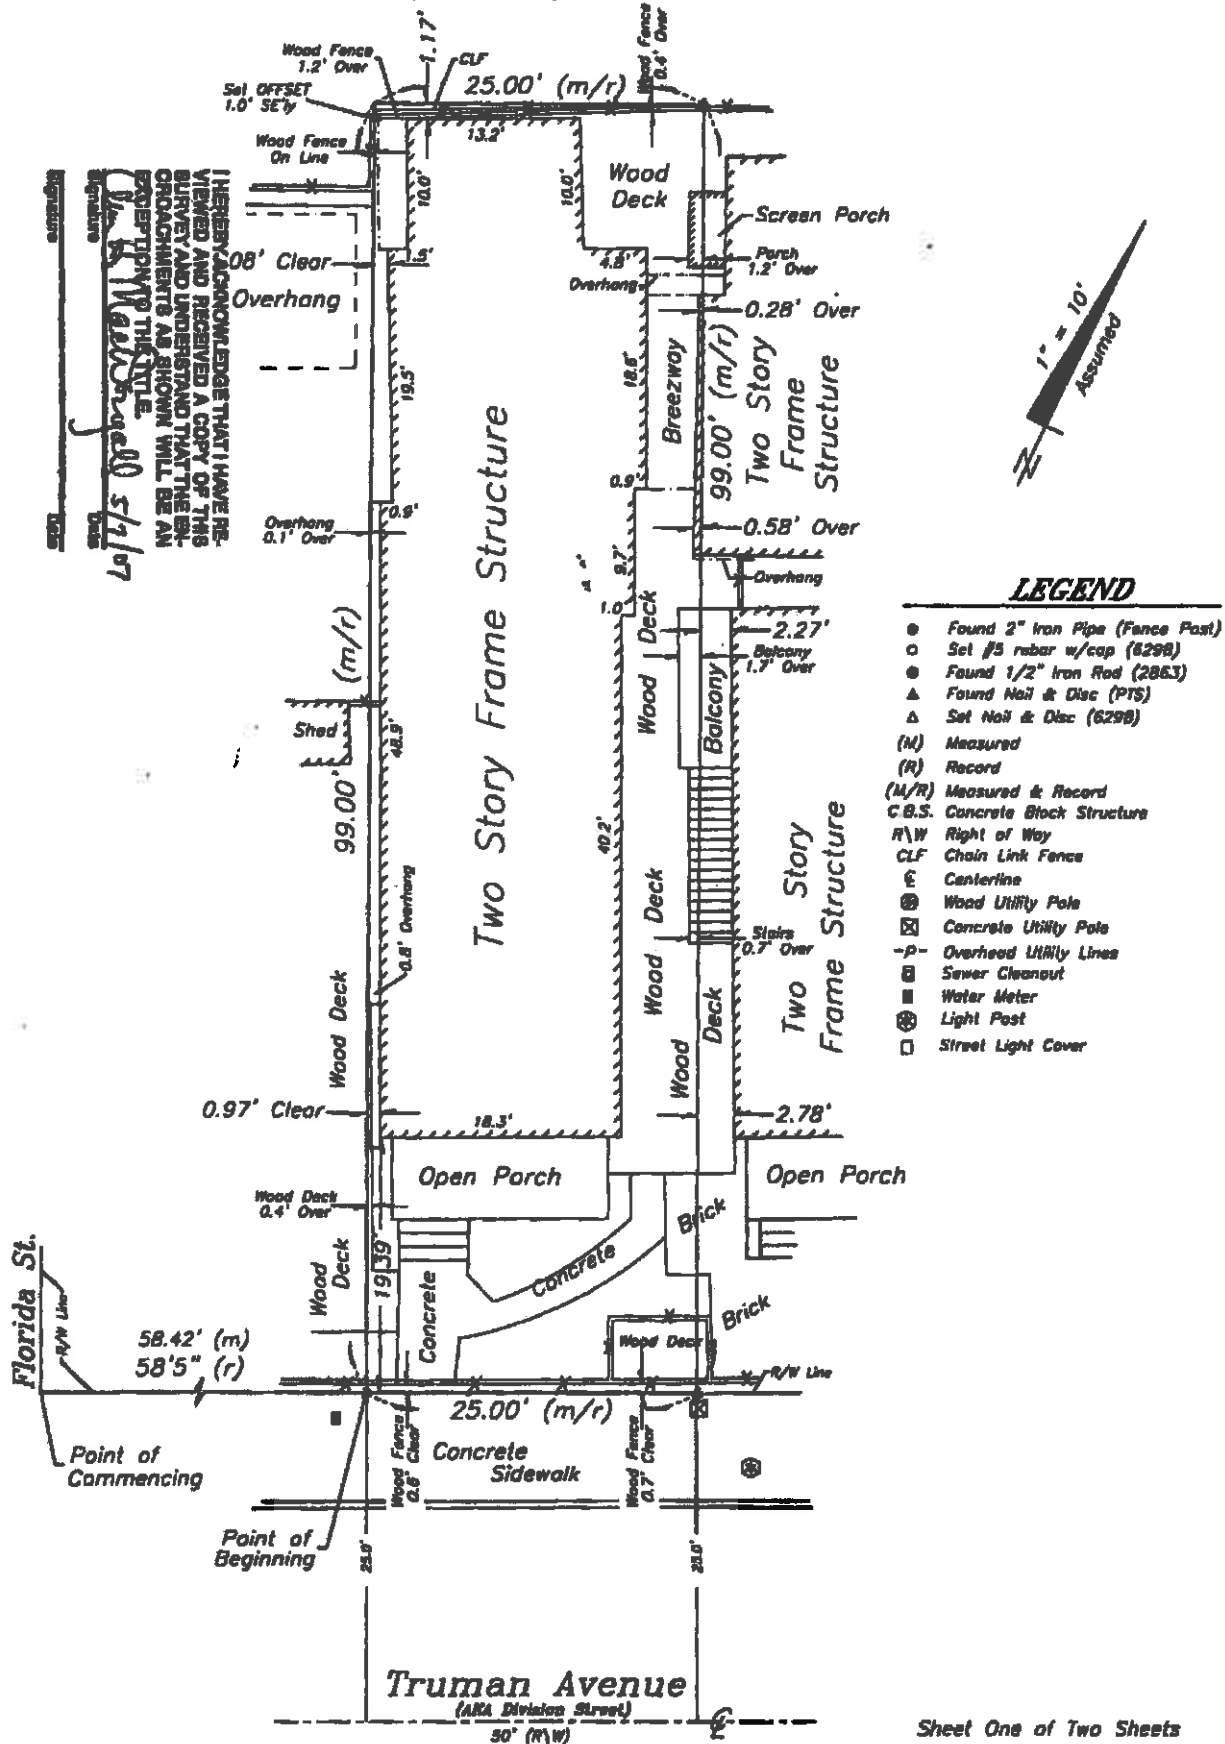 Wood Fence
1.2' Over
1.17'
CLF
Wood Fence
0.4' Over
25.00' (m/r)
Set OFFSET
1.0' SE'ly
Wood Fence
On Line
13.2'
10.0'
10.0'
Wood
Deck
Screen Porch
Porch
1.2' Over
4.8'
Overhang
08' Clear
Overhang
0.28' Over
I HEREBY ACKNOWLEDGE THAT I HAVE RE-
VIEWED AND RECEIVED A COPY OF THIS
SURVEY AND UNDERSTAND THAT THE EN-
CROACHMENTS AS SHOWN WILL BE AN
EXCEPTION TO THE TITLE.
5/7/07
Signature
Date
Signature
Date
1" = 10'
Assumed
N
19.5'
18.6'
Breezway
99.00' (m/r)
Two Story
Frame
Structure
0.9'
0.9'
Overhang
0.1' Over
0.58' Over
9.7'
Overhang
1.0'
Two Story Frame Structure
Wood Deck
2.27'
Balcony
1.7' Over
Balcony
99.00' (m/r)
Shed
48.9'
40.2'
0.8' Overhang
Wood Deck
Wood Deck
Stairs
0.7' Over
Two Story
Frame Structure
Wood Deck
0.97' Clear
18.3'
2.78'
Open Porch
Open Porch
Wood Deck
0.4' Over
Wood
Deck
19.39'
Concrete
Concrete
Brick
Brick
Wood Deck
LEGEND
Found 2" Iron Pipe (Fence Post)
Set #5 rebar w/cap (6298)
Found 1/2" Iron Rod (2863)
Found Nail & Disc (PTS)
Set Nail & Disc (6298)
(M) Measured
(R) Record
(M/R) Measured & Record
C.B.S. Concrete Block Structure
R\W Right of Way
CLF Chain Link Fence
Centerline
Wood Utility Pole
Concrete Utility Pole
-P- Overhead Utility Lines
Sewer Cleanout
Water Meter
Light Post
Street Light Cover
Florida St.
R/W Line
58.42' (m)
58'5" (r)
R/W Line
25.00' (m/r)
Point of
Commencing
Wood Fence
0.6' Clear
Concrete
Sidewalk
Wood Fence
0.7' Clear
Point of
Beginning
25.0'
25.0'
Truman Avenue
(AKA Division Street)
50' (R\W)
Sheet One of Two Sheets